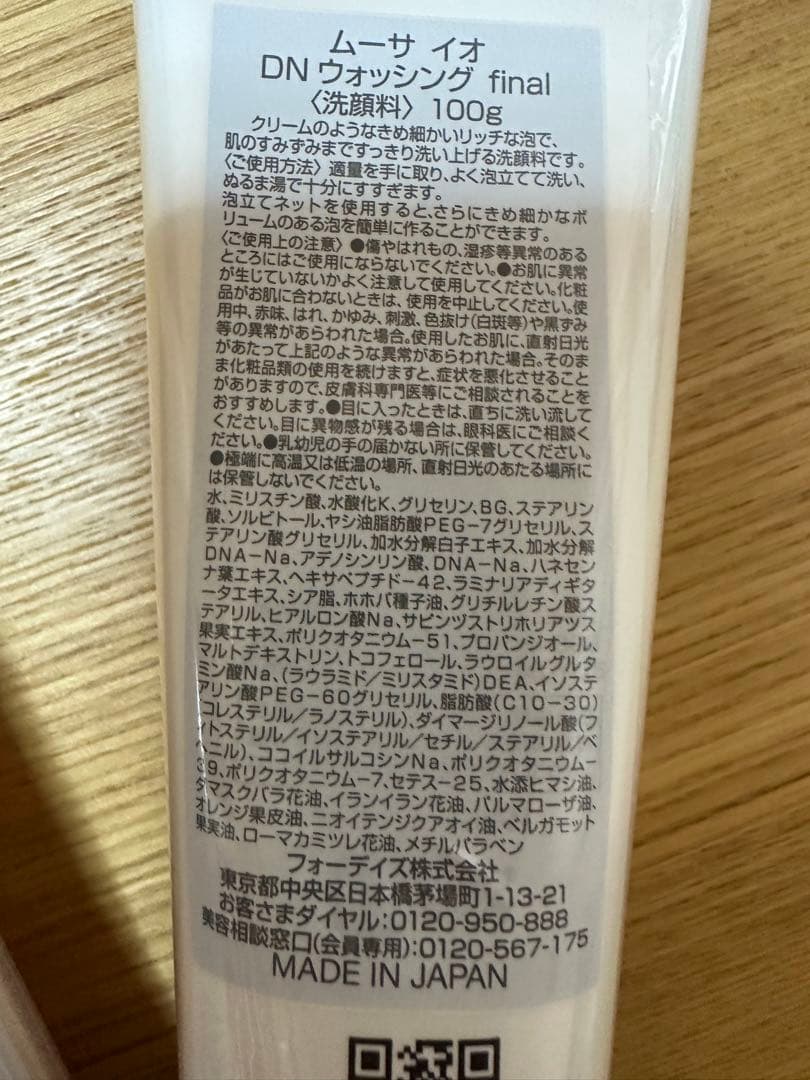 ムーサ イオ
DN ウォッシング final
〈洗顔料〉 100g
クリームのようなきめ細かいリッチな泡で、
肌のすみずみまですっきり洗い上げる洗顔料です。
〈ご使用方法〉適量を手に取り、よく泡立てて洗い、
ぬるま湯で十分にすすぎます。
泡立てネットを使用すると、さらにきめ細かなボ
リュームのある泡を簡単に作ることができます。
〈ご使用上の注意〉●傷やはれもの、湿疹等異常のある
ところにはご使用にならないでください。●お肌に異常
が生じていないかよく注意して使用してください。化粧
品がお肌に合わないときは、使用を中止してください。使
用中、赤味、はれ、かゆみ、刺激、色抜け(白斑等)や黒ずみ
等の異常があらわれた場合。使用したお肌に、直射日光
があたって上記のような異常があらわれた場合。そのま
ま化粧品類の使用を続けますと、症状を悪化させること
がありますので、皮膚科専門医等にご相談されることを
おすすめします。●目に入ったときは、直ちに洗い流して
ください。目に異物感が残る場合は、眼科医にご相談く
ださい。●乳幼児の手の届かない所に保管してください。
●極端に高温又は低温の場所、直射日光のあたる場所に
は保管しないでください。
水、ミリスチン酸、水酸化K、グリセリン、BG、ステアリン
酸、ソルビトール、ヤシ油脂肪酸PEG-7グリセリル、ス
テアリン酸グリセリル、加水分解白子エキス、加水分解
DNA-Na、アデノシンリン酸、DNA-Na、ハネセン
ナ葉エキス、ヘキサペプチド-42、ラミナリアディギタ
ータエキス、シア脂、ホホバ種子油、グリチルレチン酸ス
テアリル、ヒアルロン酸Na、サピンヅストリホリアツス
果実エキス、ポリクオタニウム-51、プロパンジオール、
マルトデキストリン、トコフェロール、ラウロイルグルタ
ミン酸Na、(ラウラミド/ミリスタミド)DEA、イソステ
アリン酸PEG-60グリセリル、脂肪酸(C10-30)
(コレステリル/ラノステリル)、ダイマージリノール酸(フ
ィトステリル/イソステアリル/セチル/ステアリル/ベ
ヘニル)、ココイルサルコシンNa、ポリクオタニウム-
39、ポリクオタニウム-7、セテス-25、水添ヒマシ油、
ダマスクバラ花油、イランイラン花油、パルマローザ油、
オレンジ果皮油、ニオイテンジクアオイ油、ベルガモット
果実油、ローマカミツレ花油、メチルパラベン
フォーデイズ株式会社
東京都中央区日本橋茅場町1-13-21
お客さまダイヤル:0120-950-888
美容相談窓口(会員専用):0120-567-175
MADE IN JAPAN